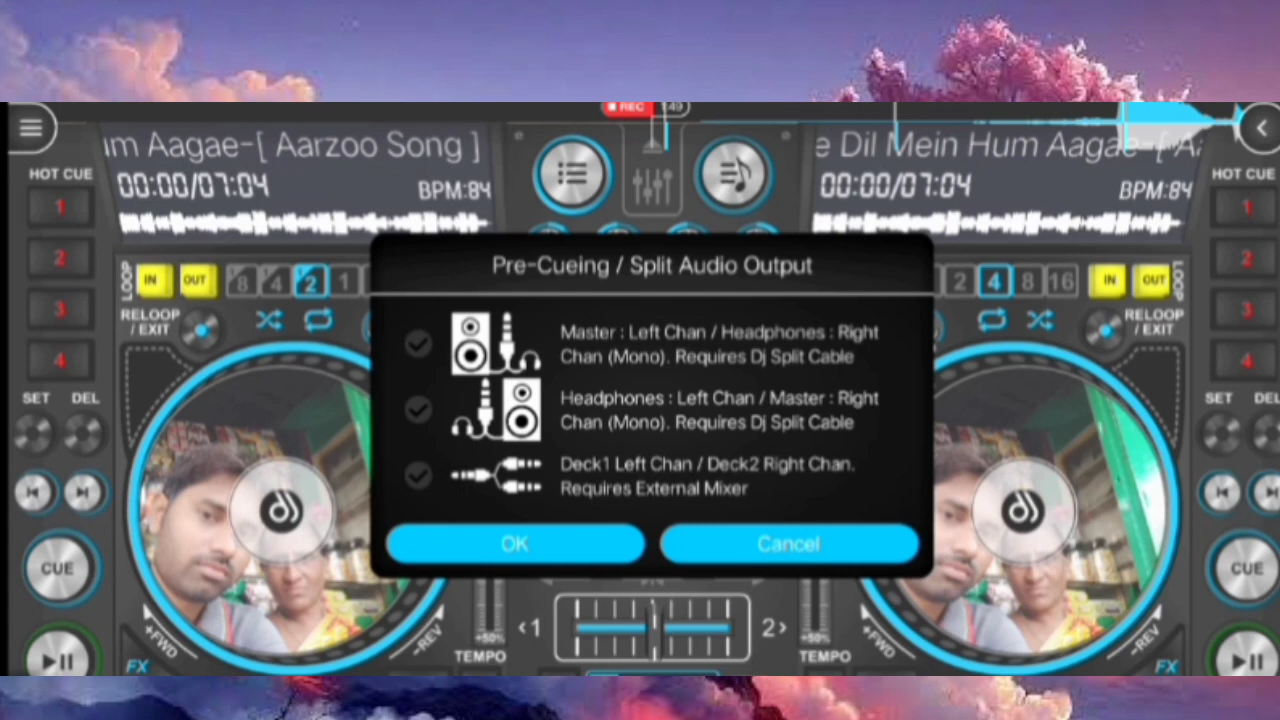 REC 1:49
um Aagae-[ Aarzoo Song ]
00:00/07:04
BPM:84
e Dil Mein Hum Aagae-[ A
00:00/07:04
BPM:84
HOT CUE
1
2
3
4
HOT CUE
1
2
3
4
LOOP
IN
OUT
8
4
2
1
RELOOP
/ EXIT
2
4
8
16
IN
OUT
LOOP
RELOOP
/ EXIT
Pre-Cueing / Split Audio Output
Master : Left Chan / Headphones : Right
Chan (Mono). Requires Dj Split Cable
Headphones : Left Chan / Master : Right
Chan (Mono). Requires Dj Split Cable
Deck1 Left Chan / Deck2 Right Chan.
Requires External Mixer
OK
Cancel
SET
DEL
SET
DEL
CUE
CUE
+FWD
-REV
+FWD
-REV
+50%
+50%
<1
2>
TEMPO
TEMPO
FX
FX